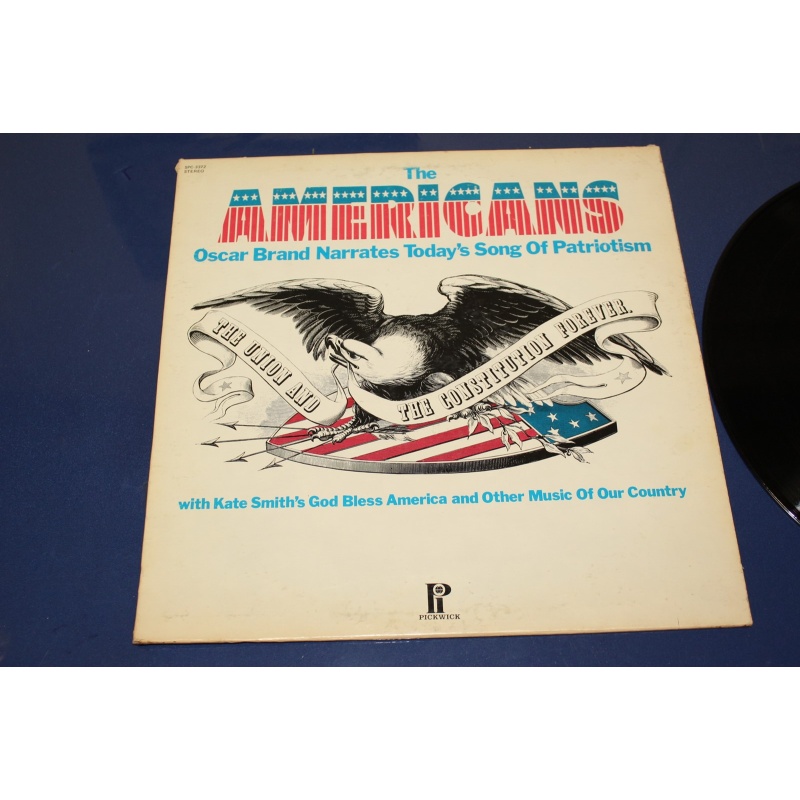 STEREO
The
AMERICANS
Oscar Brand Narrates Today's Song Of Patriotism
THE UNION AND
THE CONSTITUTION FOREVER.
with Kate Smith's God Bless America and Other Music Of Our Country
PICKWICK